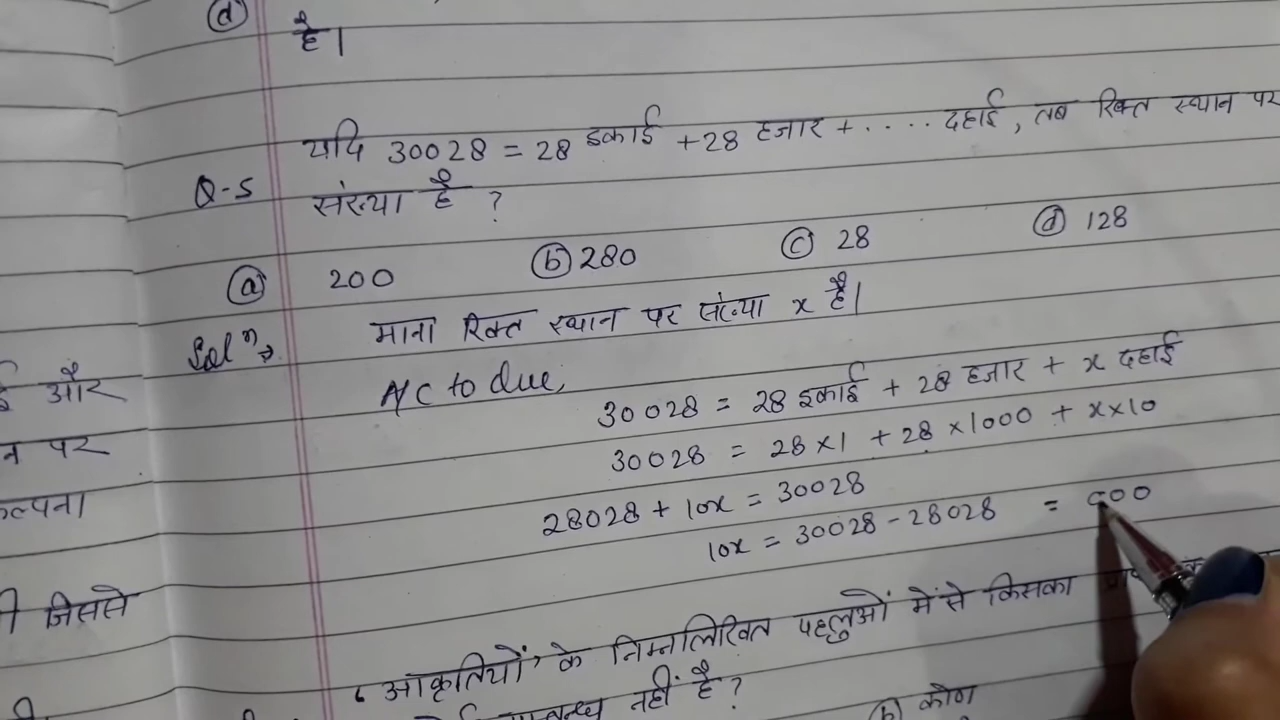 (d)
है।
यदि 30028 = 28 इकाई + 28 हजार + ..... दहाई, तब रिक्त स्थान पर
Q-5 संख्या है ?
(a) 200 (b) 280 (c) 28 (d) 128
Solⁿ → माना रिक्त स्थान पर संख्या x है।
A/C to que,
30028 = 28 इकाई + 28 हजार + x दहाई
30028 = 28×1 + 28×1000 + x×10
28028 + 10x = 30028
10x = 30028 - 28028 =
और
पर
जिससे
' आकृतियों' के निम्नलिखित पहलुओं में से किसका
नहीं है ?
(b) कोण